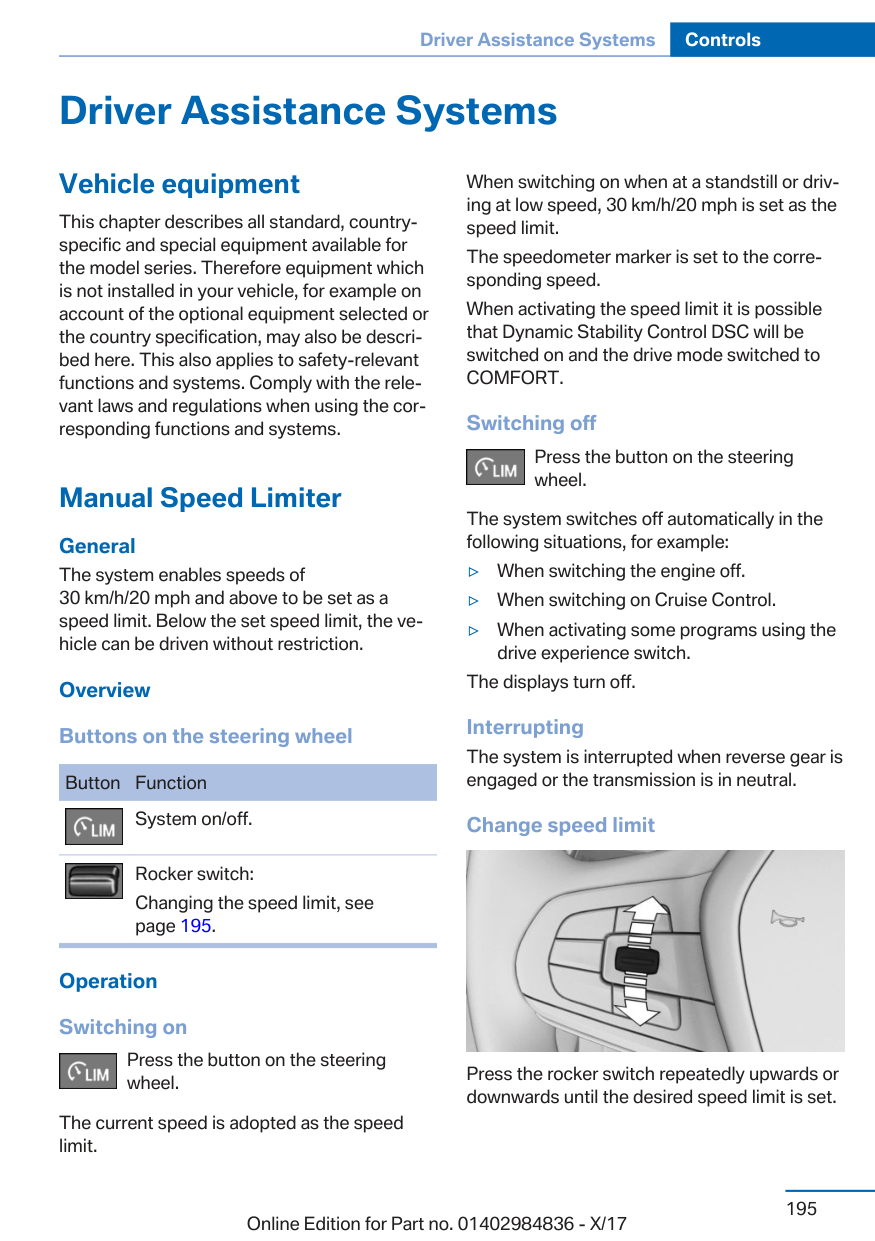 Driver Assistance Systems Controls
Driver Assistance Systems
Vehicle equipment
This chapter describes all standard, country-
specific and special equipment available for
the model series. Therefore equipment which
is not installed in your vehicle, for example on
account of the optional equipment selected or
the country specification, may also be descri-
bed here. This also applies to safety-relevant
functions and systems. Comply with the rele-
vant laws and regulations when using the cor-
responding functions and systems.
Manual Speed Limiter
General
The system enables speeds of
30 km/h/20 mph and above to be set as a
speed limit. Below the set speed limit, the ve-
hicle can be driven without restriction.
Overview
Buttons on the steering wheel
Button Function
LIM System on/off.
Rocker switch:
Changing the speed limit, see
page 195.
Operation
Switching on
LIM Press the button on the steering
wheel.
The current speed is adopted as the speed
limit.
When switching on when at a standstill or driv-
ing at low speed, 30 km/h/20 mph is set as the
speed limit.
The speedometer marker is set to the corre-
sponding speed.
When activating the speed limit it is possible
that Dynamic Stability Control DSC will be
switched on and the drive mode switched to
COMFORT.
Switching off
LIM Press the button on the steering
wheel.
The system switches off automatically in the
following situations, for example:
▷ When switching the engine off.
▷ When switching on Cruise Control.
▷ When activating some programs using the
drive experience switch.
The displays turn off.
Interrupting
The system is interrupted when reverse gear is
engaged or the transmission is in neutral.
Change speed limit
Press the rocker switch repeatedly upwards or
downwards until the desired speed limit is set.
195
Online Edition for Part no. 01402984836 - X/17